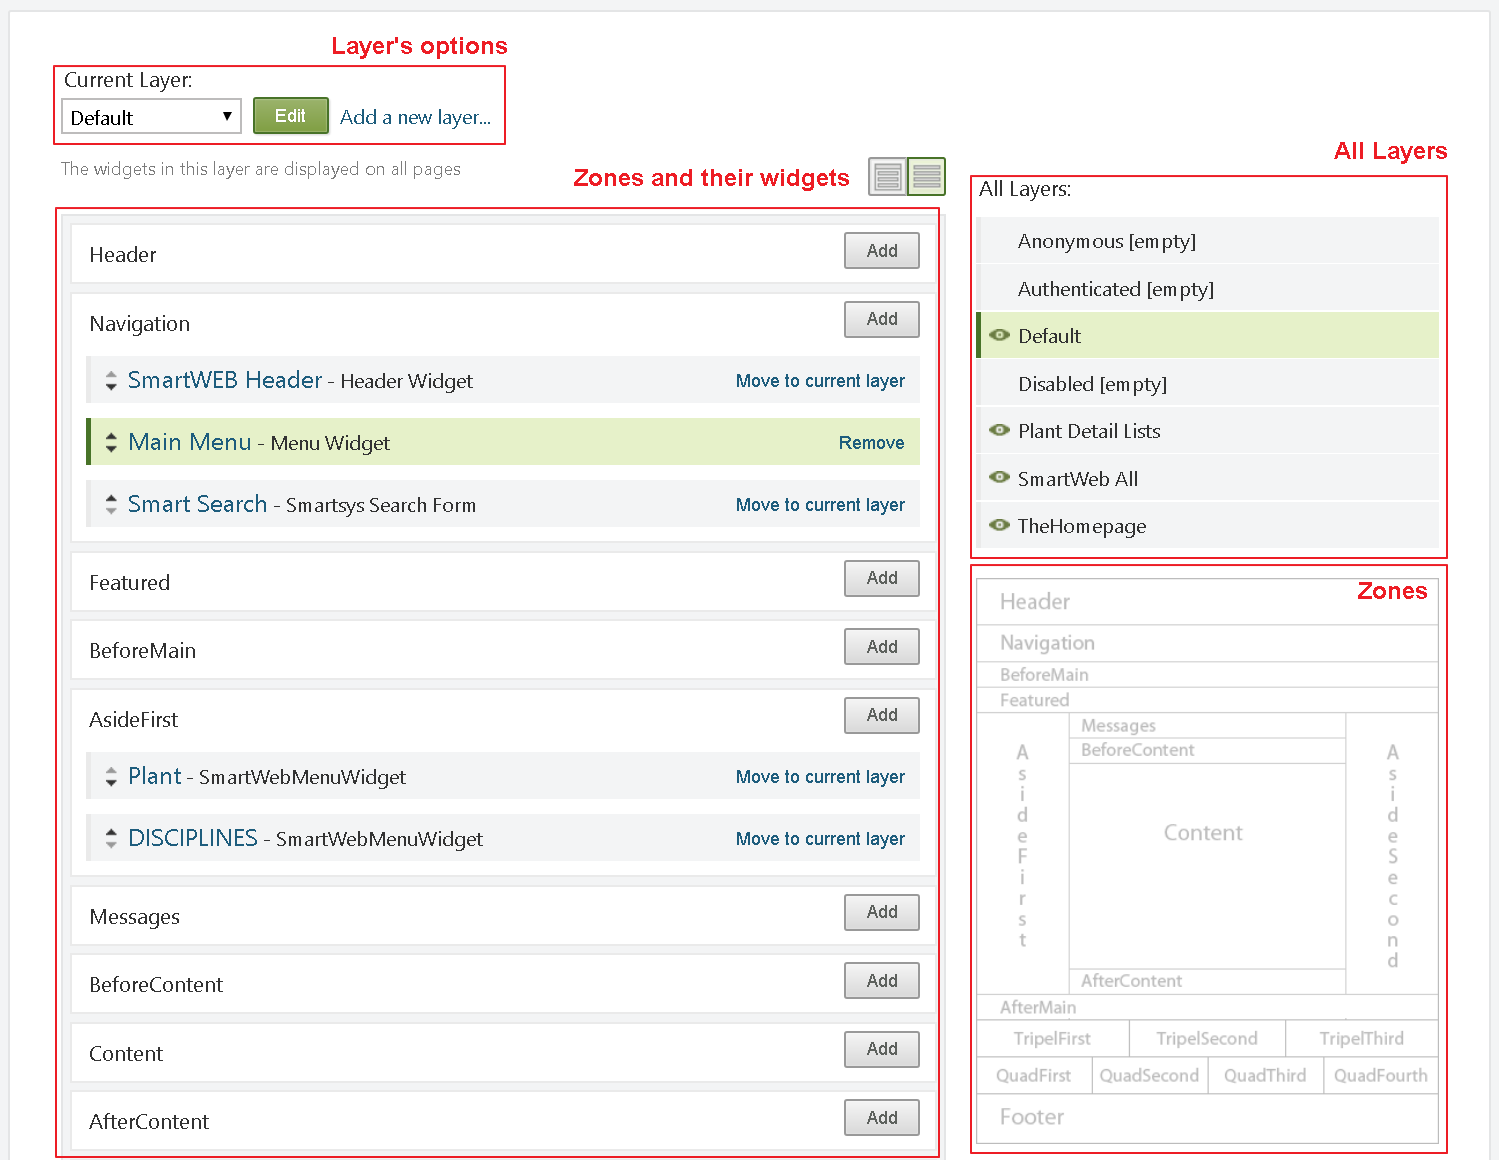 Layer's options
Current Layer:
Default Edit Add a new layer...
The widgets in this layer are displayed on all pages
Zones and their widgets
Header Add
Navigation Add
SmartWEB Header - Header Widget Move to current layer
Main Menu - Menu Widget Remove
Smart Search - Smartsys Search Form Move to current layer
Featured Add
BeforeMain Add
AsideFirst Add
Plant - SmartWebMenuWidget Move to current layer
DISCIPLINES - SmartWebMenuWidget Move to current layer
Messages Add
BeforeContent Add
Content Add
AfterContent Add
All Layers
All Layers:
Anonymous [empty]
Authenticated [empty]
Default
Disabled [empty]
Plant Detail Lists
SmartWeb All
TheHomepage
Zones
Header
Navigation
BeforeMain
Featured
AsideFirst
Messages
BeforeContent
Content
AfterContent
AsideSecond
AfterMain
TripelFirst TripelSecond TripelThird
QuadFirst QuadSecond QuadThird QuadFourth
Footer